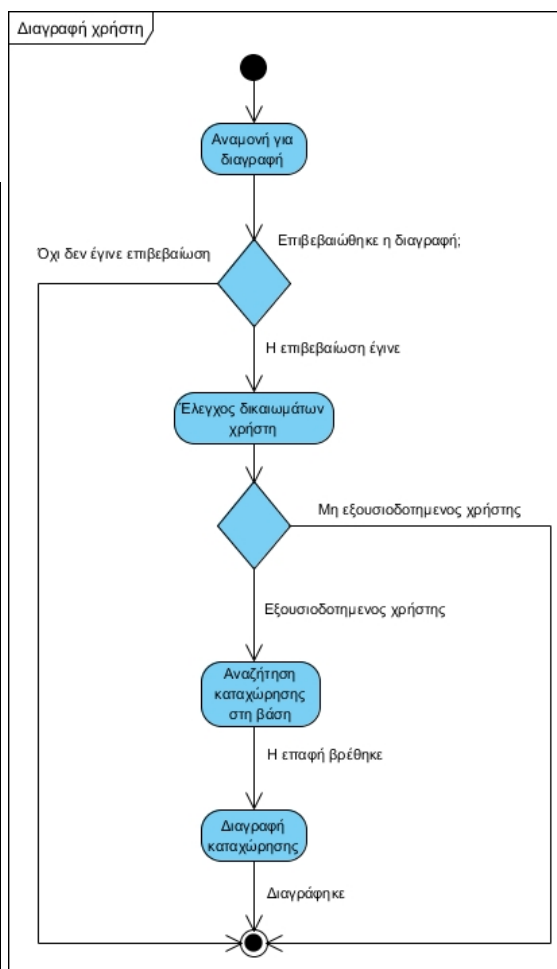 Διαγραφή χρήστη
Αναμονή για
διαγραφή
Επιβεβαιώθηκε η διαγραφή;
Όχι δεν έγινε επιβεβαίωση
Η επιβεβαίωση έγινε
Έλεγχος δικαιωμάτων
χρήστη
Μη εξουσιοδοτημενος χρήστης
Εξουσιοδοτημενος χρήστης
Αναζήτηση
καταχώρησης
στη βάση
Η επαφή βρέθηκε
Διαγραφή
καταχώρησης
Διαγράφηκε